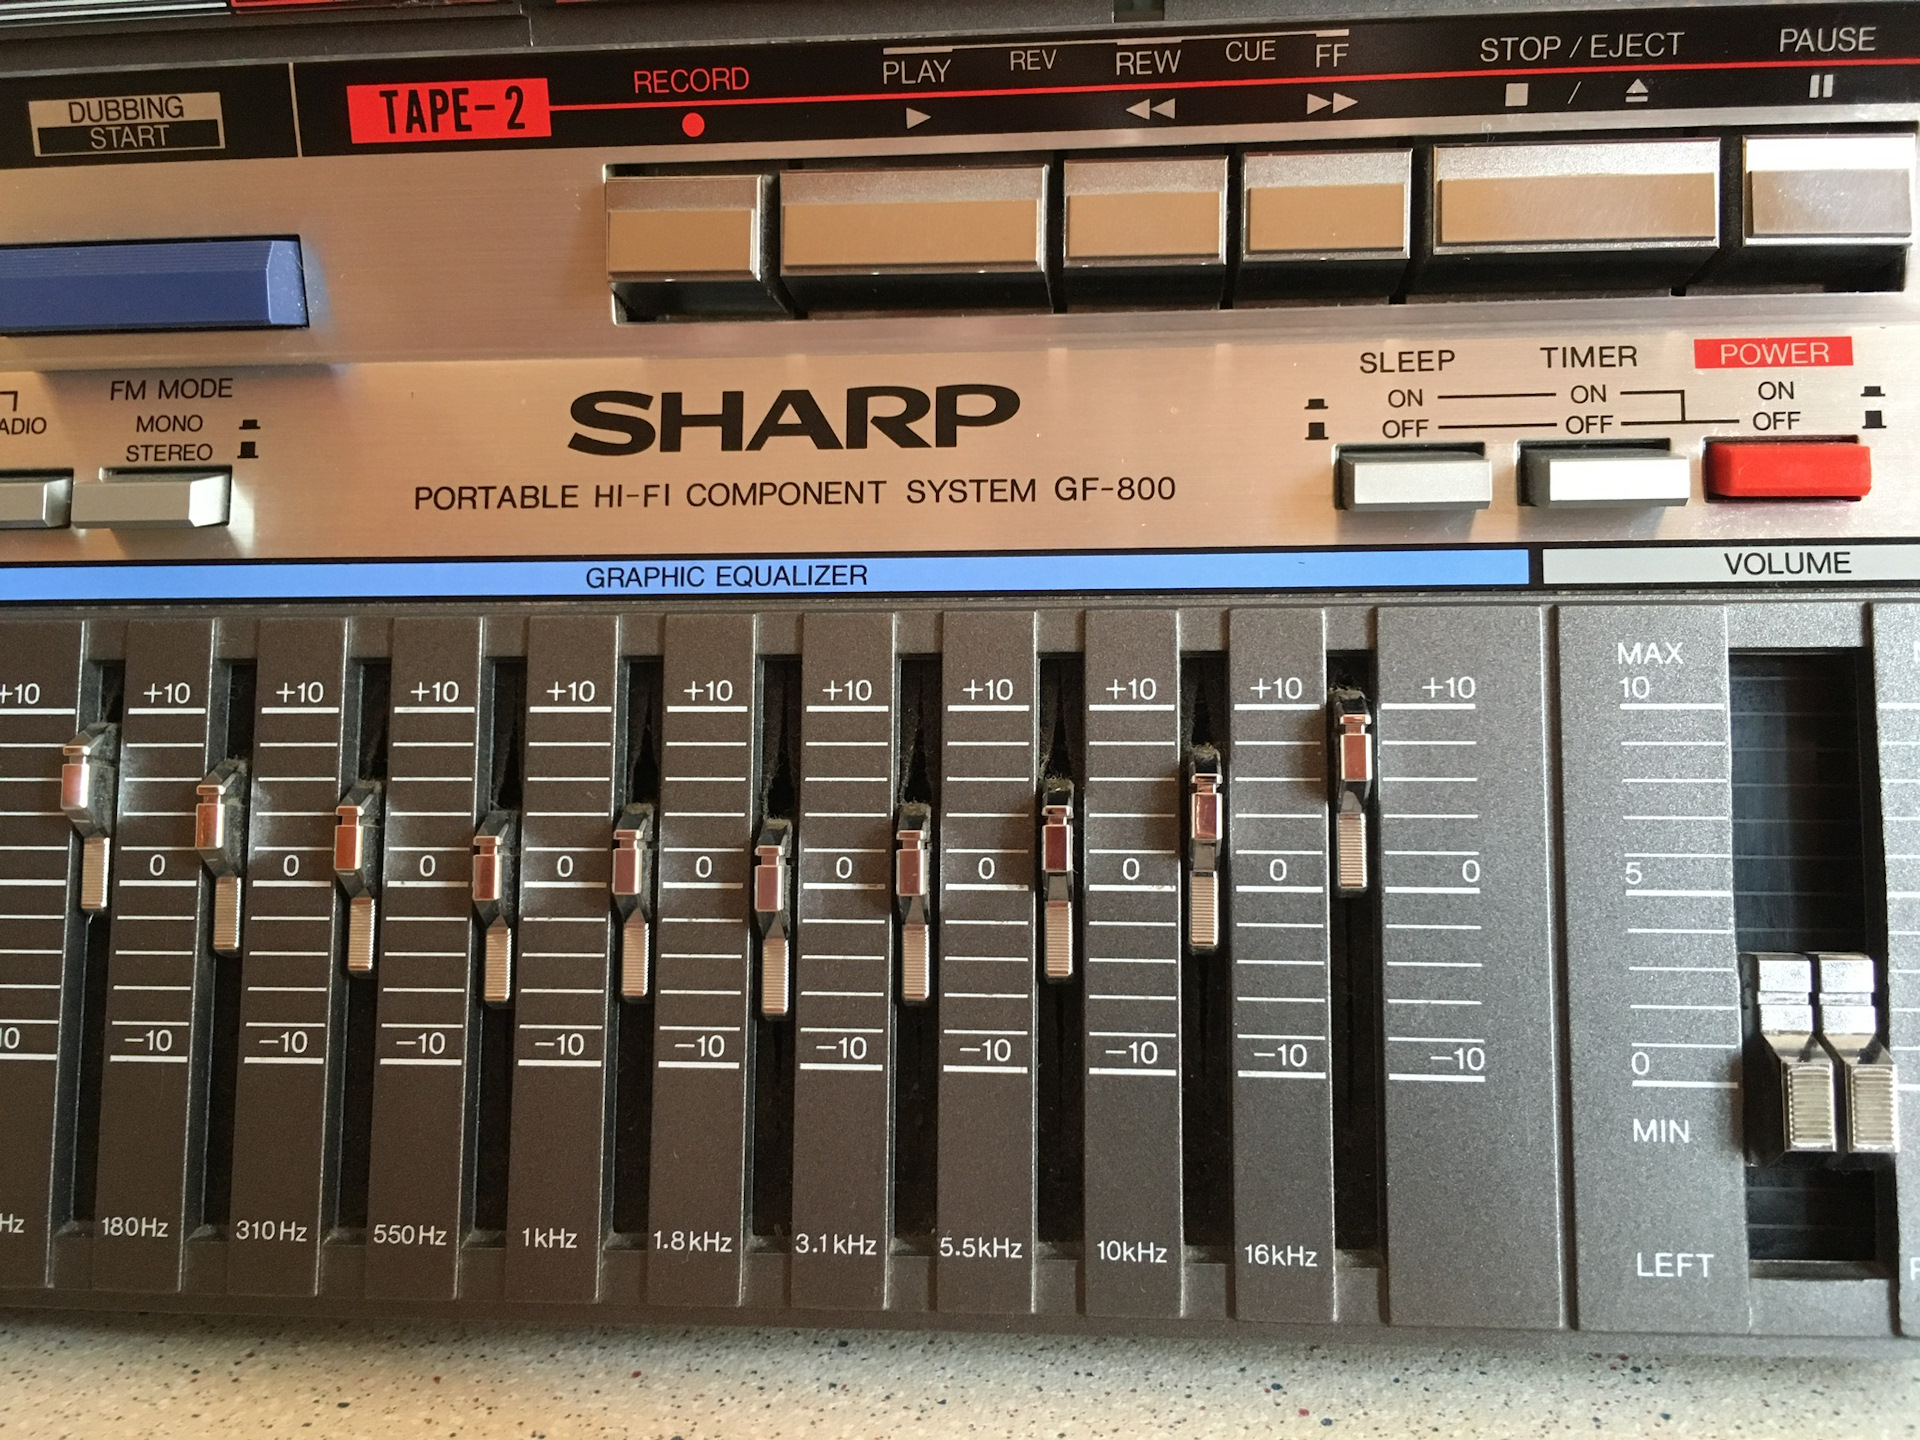 DUBBING
START
TAPE-2
RECORD
PLAY REV REW CUE FF
STOP / EJECT
PAUSE
FM MODE
MONO
STEREO
SHARP
PORTABLE HI-FI COMPONENT SYSTEM GF-800
SLEEP TIMER POWER
ON ON ON
OFF OFF OFF
GRAPHIC EQUALIZER
VOLUME
MAX
+10 +10 +10 +10 +10 +10 +10 +10 +10 +10 +10 10
0 0 0 0 0 0 0 0 0 0 5
-10 -10 -10 -10 -10 -10 -10 -10 -10 -10 0
MIN
180Hz 310Hz 550Hz 1kHz 1.8kHz 3.1kHz 5.5kHz 10kHz 16kHz
LEFT